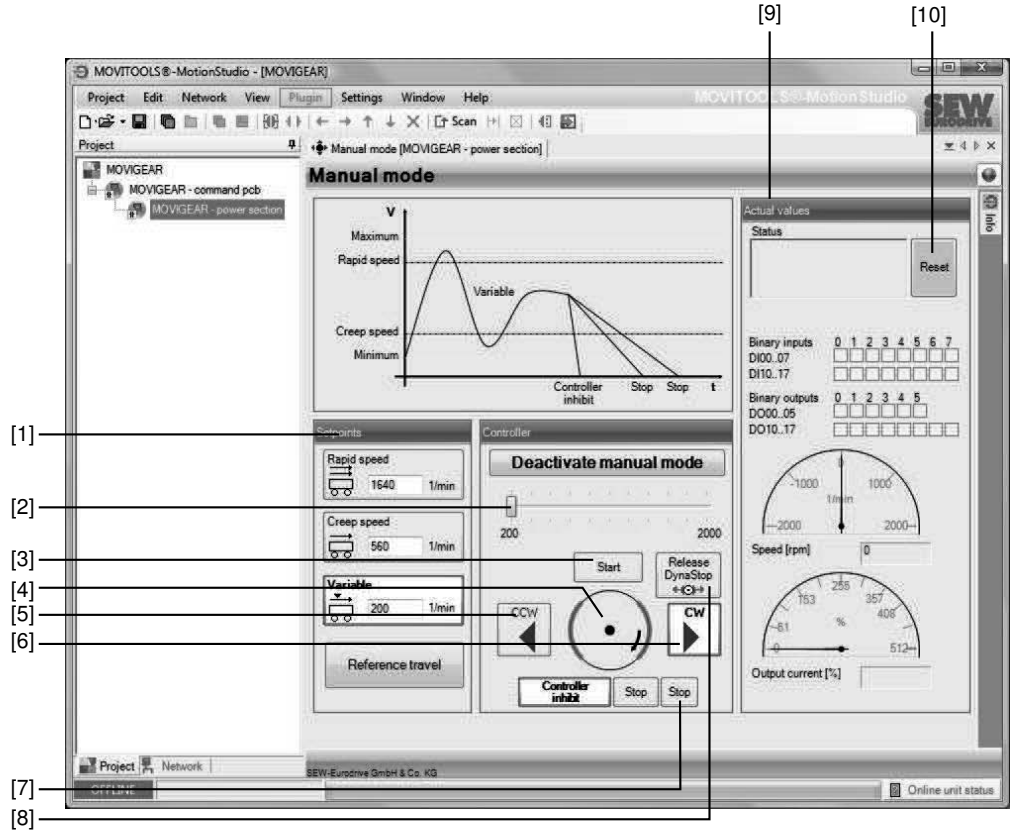 [9] [10]
MOVITOOLS®-MotionStudio - [MOVIGEAR]
Project Edit Network View Plugin Settings Window Help
MOVITOOLS®-MotionStudio
SEW
EURODRIVE
Scan
Project
Manual mode [MOVIGEAR - power section]
MOVIGEAR
MOVIGEAR - command pcb
MOVIGEAR - power section
Manual mode
Info
V
Maximum
Rapid speed
Variable
Creep speed
Minimum
Controller inhibit
Stop
Stop
t
Actual values
Status
Reset
Binary inputs 0 1 2 3 4 5 6 7
DI00..07
DI10..17
Binary outputs 0 1 2 3 4 5
DO00..05
DO10..17
-2000 -1000 0 1000 2000
1/min
Speed [rpm] 0
0 61 153 255 357 408 512
%
Output current [%]
[1]
Setpoints
Rapid speed
1640 1/min
Creep speed
560 1/min
Variable
200 1/min
Reference travel
Controller
Deactivate manual mode
[2]
200 2000
[3]
Start
Release
DynaStop
[4]
[5]
CCW
[6]
CW
Controller
inhibit
Stop
Stop
Project Network
SEW-Eurodrive GmbH & Co. KG
[7]
OFFLINE
Online unit status
[8]